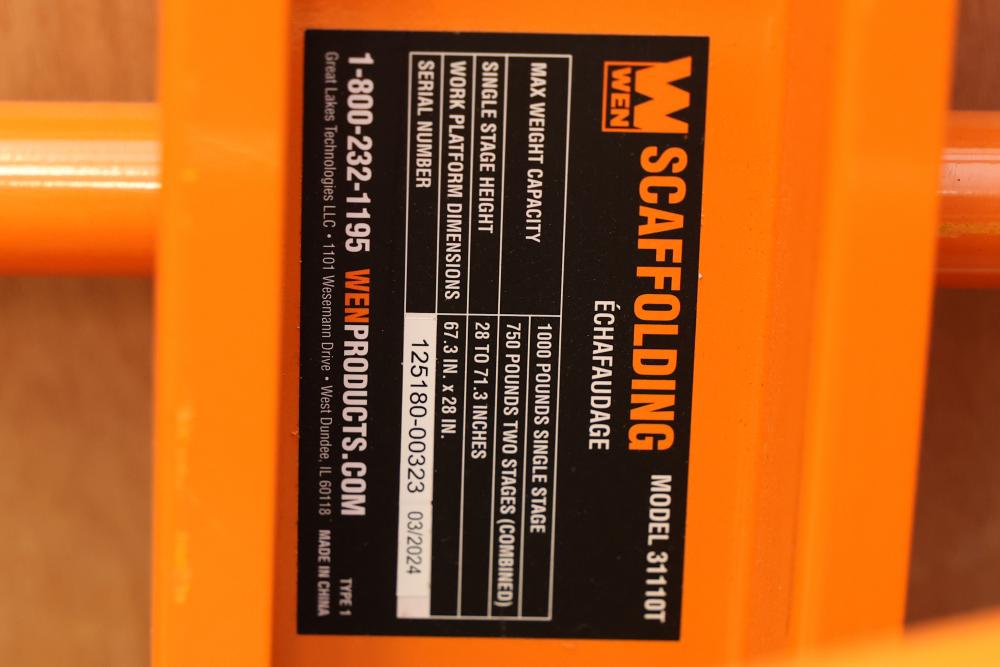 WEN SCAFFOLDING MODEL 31110T
ÉCHAFAUDAGE
MAX WEIGHT CAPACITY 1000 POUNDS SINGLE STAGE
750 POUNDS TWO STAGES (COMBINED)
SINGLE STAGE HEIGHT 28 TO 71.3 INCHES
WORK PLATFORM DIMENSIONS 67.3 IN. x 28 IN.
SERIAL NUMBER 125180-00323 03/2024
1-800-232-1195 WENPRODUCTS.COM TYPE 1
Great Lakes Technologies LLC • 1101 Wesemann Drive • West Dundee, IL 60118 MADE IN CHINA